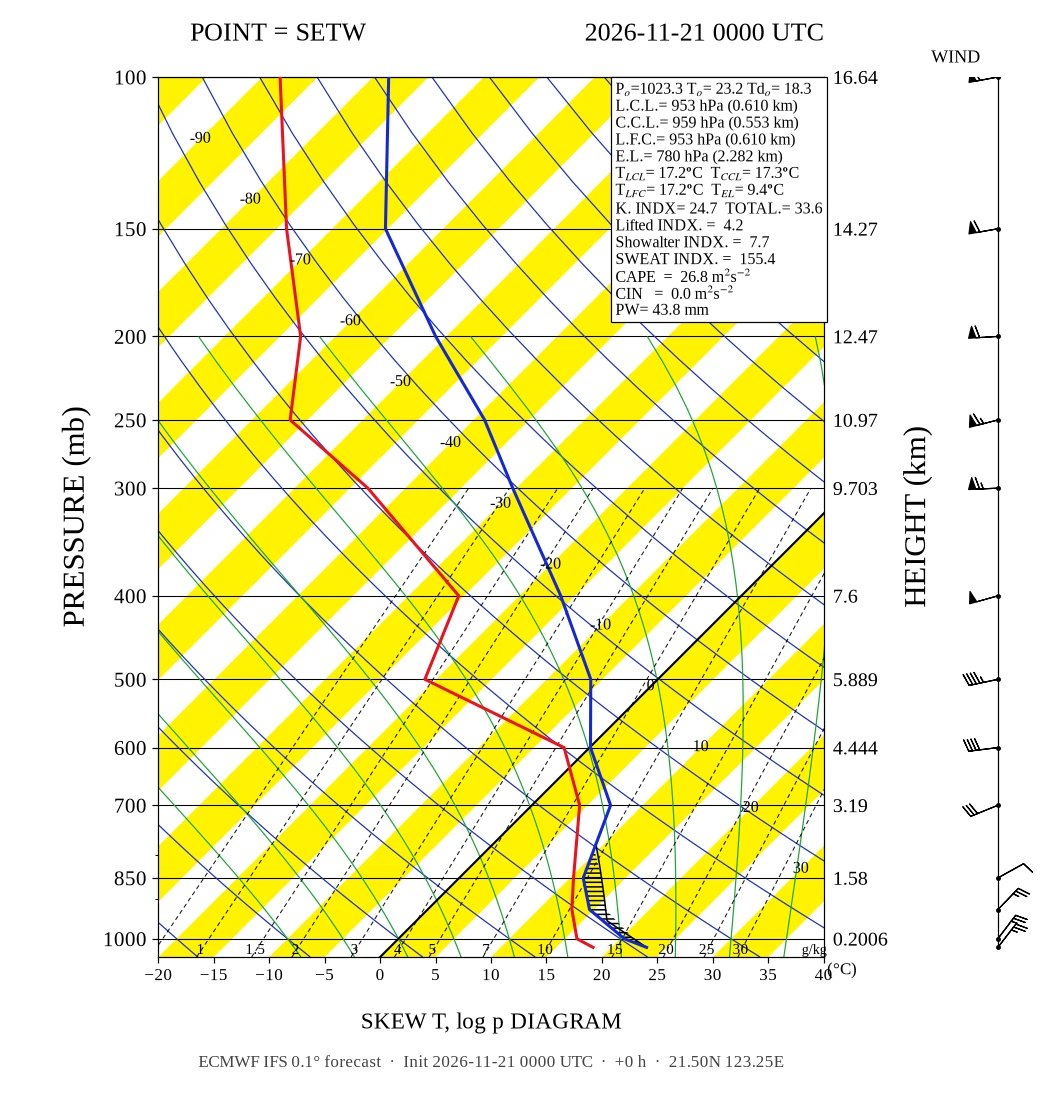 POINT = SETW
2026-11-21 0000 UTC
WIND
Pₒ=1023.3 Tₒ= 23.2 Tdₒ= 18.3
L.C.L.= 953 hPa (0.610 km)
C.C.L.= 959 hPa (0.553 km)
L.F.C.= 953 hPa (0.610 km)
E.L.= 780 hPa (2.282 km)
T_LCL= 17.2°C T_CCL= 17.3°C
T_LFC= 17.2°C T_EL= 9.4°C
K. INDX= 24.7 TOTAL.= 33.6
Lifted INDX. = 4.2
Showalter INDX. = 7.7
SWEAT INDX. = 155.4
CAPE = 26.8 m²s⁻²
CIN = 0.0 m²s⁻²
PW= 43.8 mm
100
150
200
250
300
400
500
600
700
850
1000
PRESSURE (mb)
-90
-80
-70
-60
-50
-40
-30
-20
-10
0
10
20
30
16.64
14.27
12.47
10.97
9.703
7.6
5.889
4.444
3.19
1.58
0.2006
HEIGHT (km)
1 1.5 2 3 4 5 7 10 15 20 25 30 g/kg
−20 −15 −10 −5 0 5 10 15 20 25 30 35 40 (°C)
SKEW T, log p DIAGRAM
ECMWF IFS 0.1° forecast · Init 2026-11-21 0000 UTC · +0 h · 21.50N 123.25E